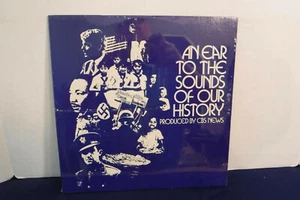 AN EAR
TO THE
SOUNDS
OF OUR
HISTORY
PRODUCED BY CBS NEWS